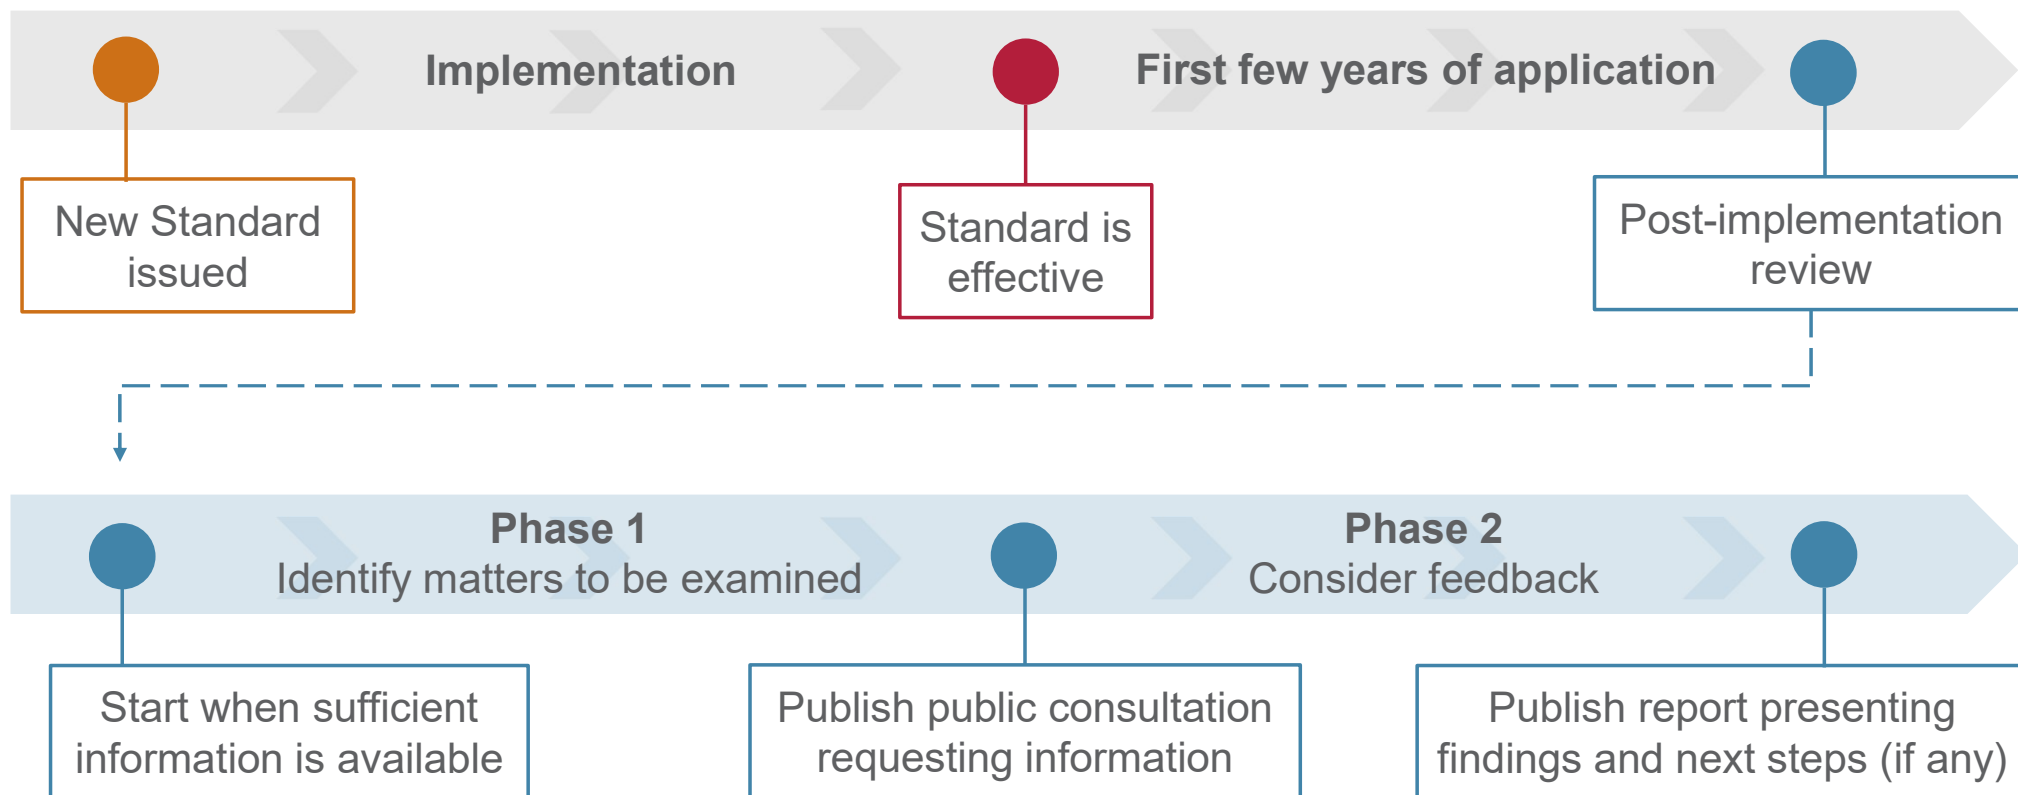 Implementation
First few years of application
New Standard
issued
Standard is
effective
Post-implementation
review
Phase 1
Identify matters to be examined
Phase 2
Consider feedback
Start when sufficient
information is available
Publish public consultation
requesting information
Publish report presenting
findings and next steps (if any)